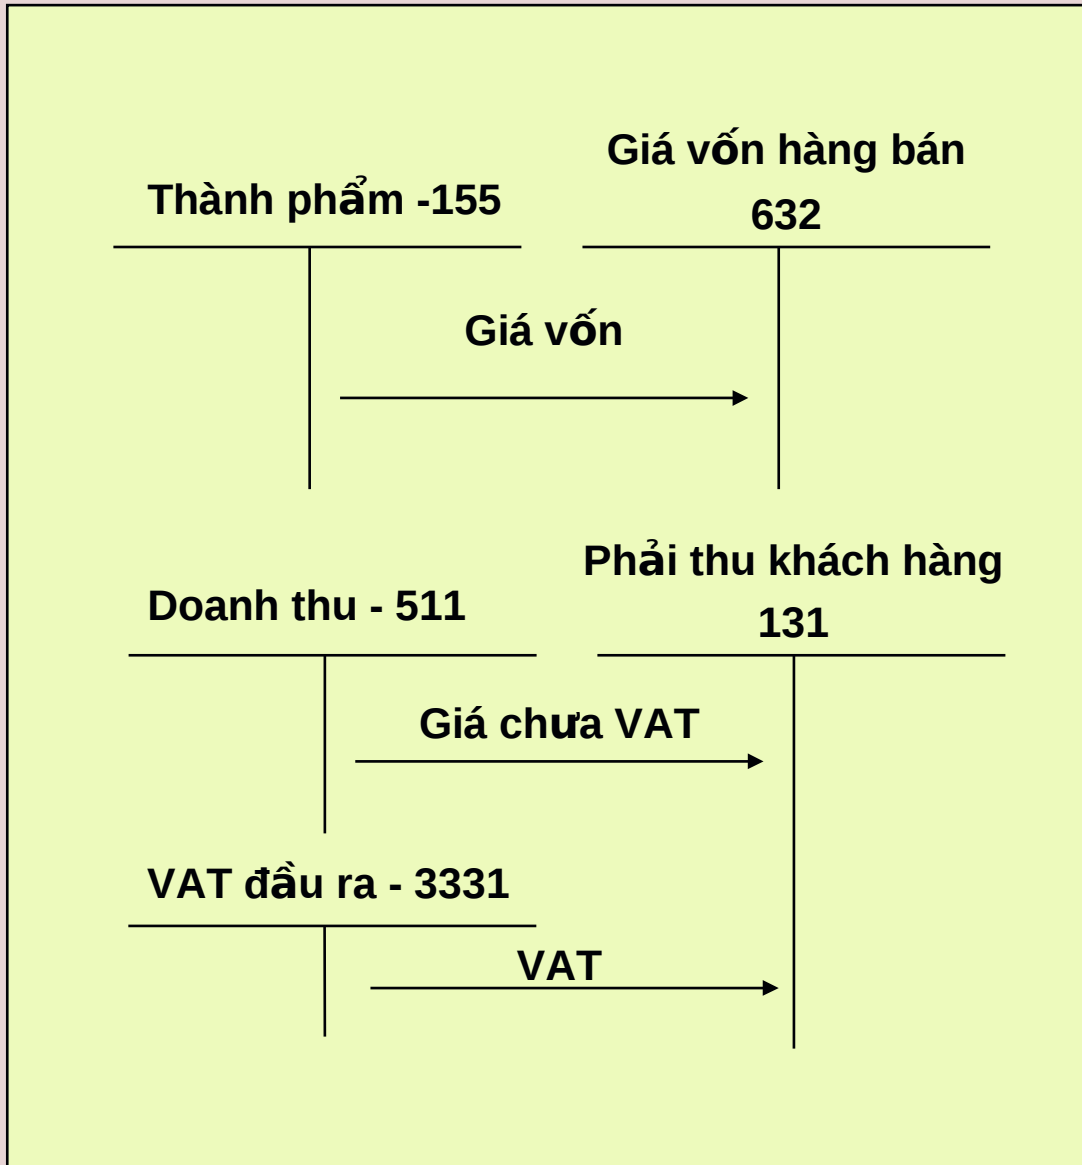 Giá vốn hàng bán
Thành phẩm -155
632
Giá vốn
Phải thu khách hàng
Doanh thu - 511
131
Giá chưa VAT
VAT đầu ra - 3331
VAT